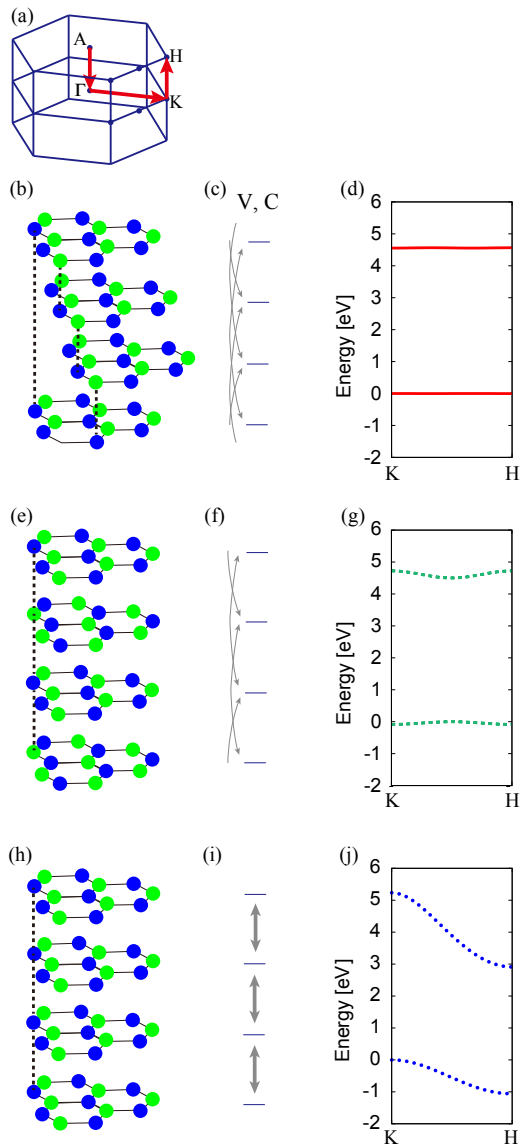 (a)
A
H
Γ
K
(b)
(c)
V, C
(d)
Energy [eV]
6
5
4
3
2
1
0
-1
-2
K
H
(e)
(f)
(g)
Energy [eV]
6
5
4
3
2
1
0
-1
-2
K
H
(h)
(i)
(j)
Energy [eV]
6
5
4
3
2
1
0
-1
-2
K
H